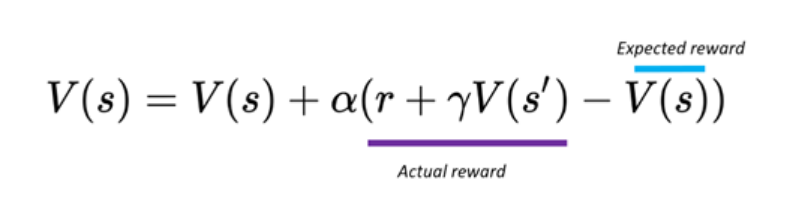 Expected reward
V(s) = V(s) + α(r + γV(s′) − V(s))
Actual reward